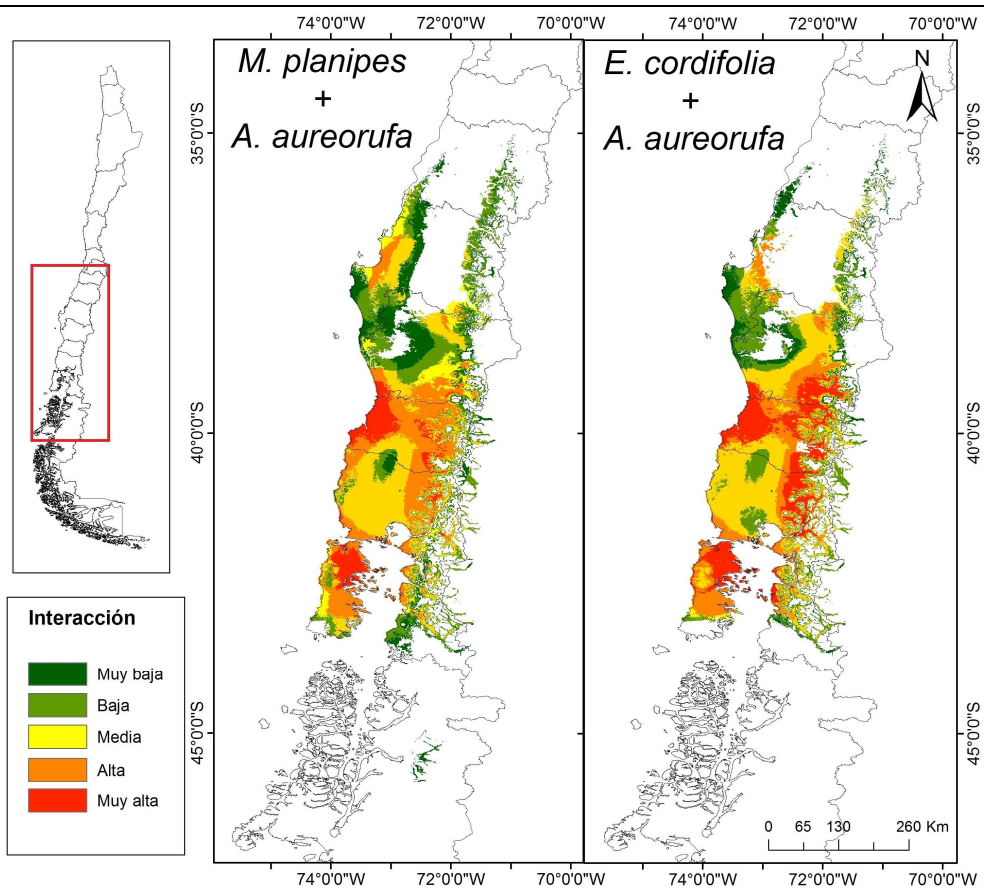 74°0'0"W 72°0'0"W 70°0'0"W 74°0'0"W 72°0'0"W 70°0'0"W
M. planipes
+
A. aureorufa
E. cordifolia
+
A. aureorufa
N
35°0'0"S
40°0'0"S
45°0'0"S
35°0'0"S
40°0'0"S
45°0'0"S
Interacción
Muy baja
Baja
Media
Alta
Muy alta
0 65 130 260 Km
74°0'0"W 72°0'0"W 70°0'0"W 74°0'0"W 72°0'0"W 70°0'0"W